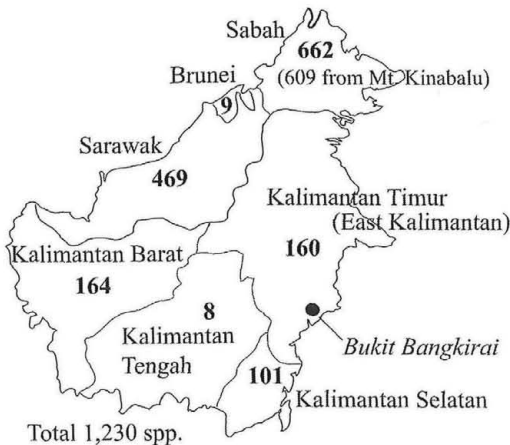 Sabah
662
(609 from Mt. Kinabalu)
Brunei
9
Sarawak
469
Kalimantan Timur
(East Kalimantan)
160
Kalimantan Barat
164
8
Kalimantan
Tengah
Bukit Bangkirai
101
Kalimantan Selatan
Total 1,230 spp.